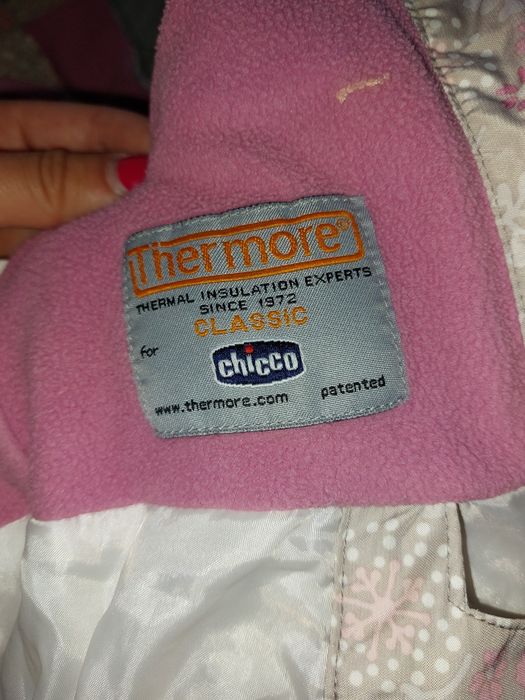 Thermore®
THERMAL INSULATION EXPERTS
SINCE 1972
CLASSIC
for
chicco
www.thermore.com patented